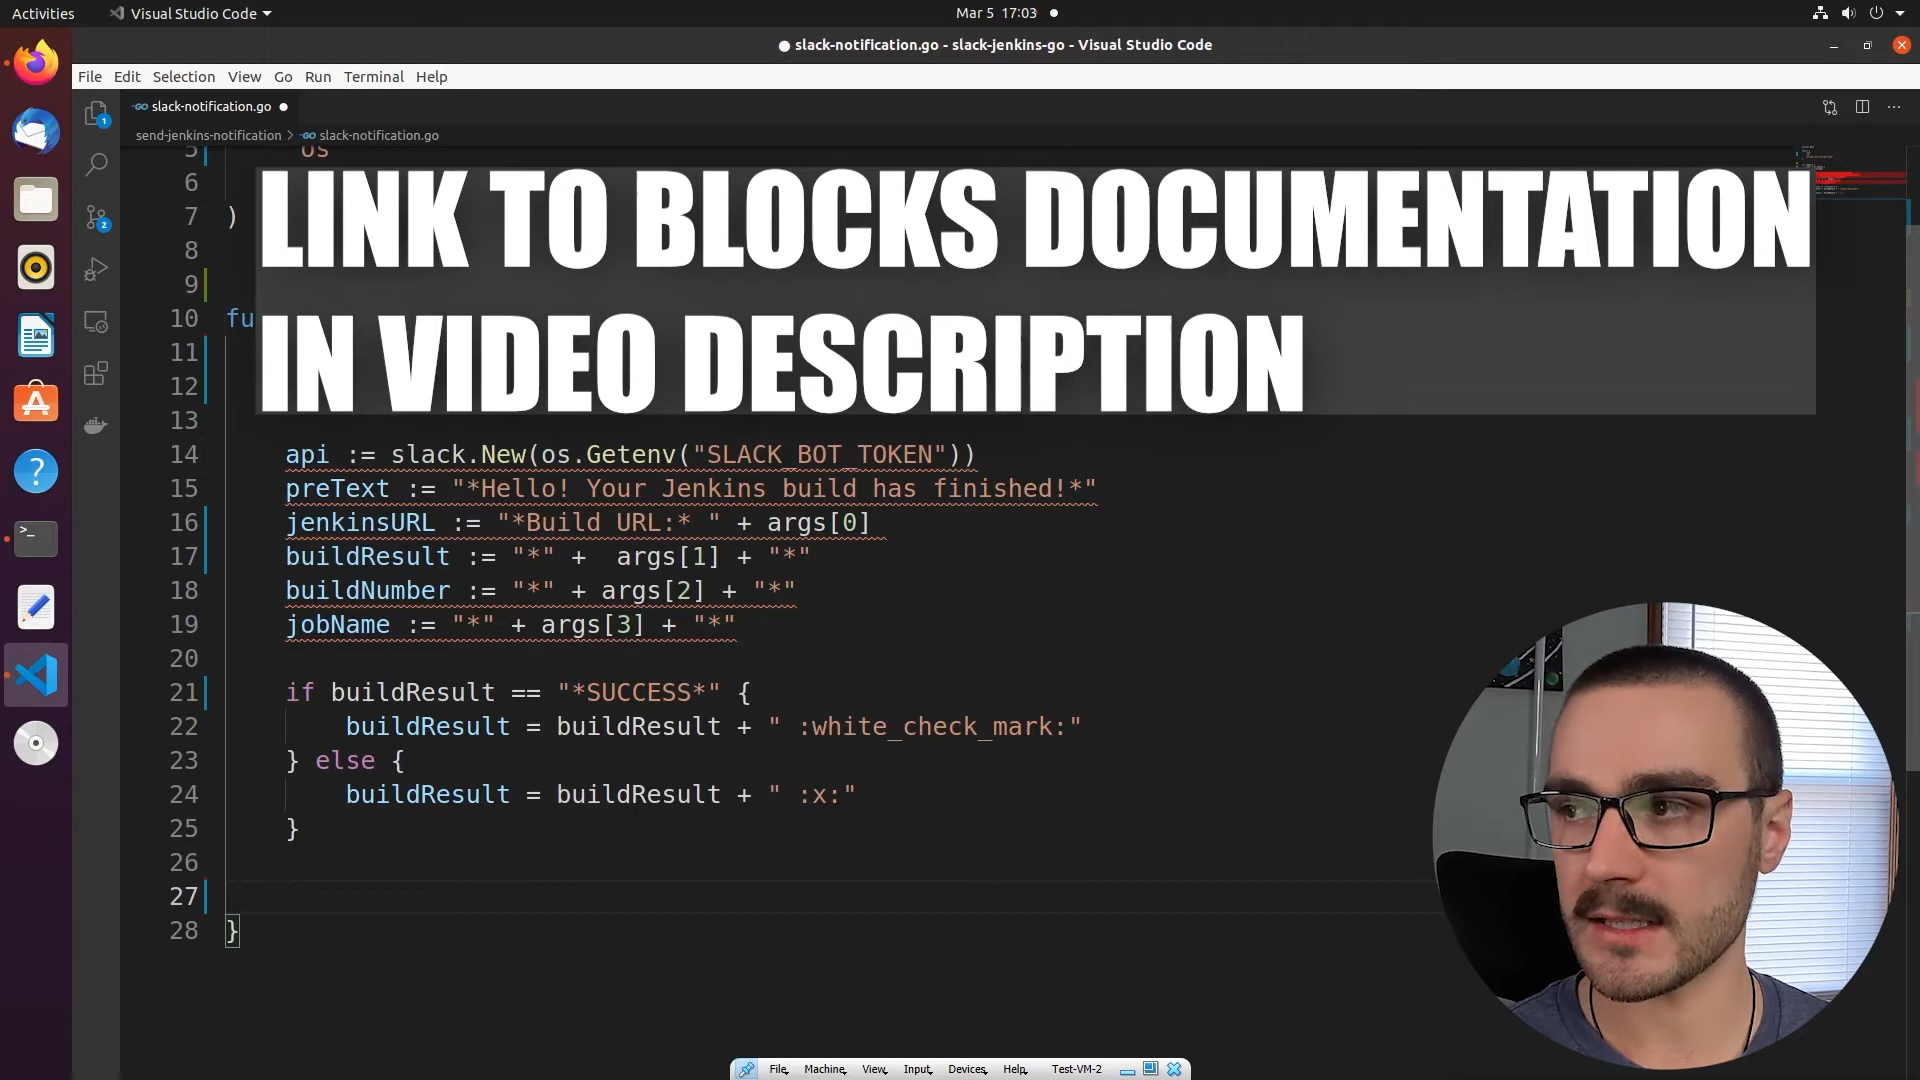 Activities Visual Studio Code Mar 5 17:03
slack-notification.go - slack-jenkins-go - Visual Studio Code
File Edit Selection View Go Run Terminal Help
slack-notification.go
send-jenkins-notification > slack-notification.go
5 os
6
7 )
8
9
10 fu
11
12
13
LINK TO BLOCKS DOCUMENTATION
IN VIDEO DESCRIPTION
14 api := slack.New(os.Getenv("SLACK_BOT_TOKEN"))
15 preText := "*Hello! Your Jenkins build has finished!*"
16 jenkinsURL := "*Build URL:* " + args[0]
17 buildResult := "*" +  args[1] + "*"
18 buildNumber := "*" + args[2] + "*"
19 jobName := "*" + args[3] + "*"
20
21 if buildResult == "*SUCCESS*" {
22 buildResult = buildResult + " :white_check_mark:"
23 } else {
24 buildResult = buildResult + " :x:"
25 }
26
27
28 }
1
2
File Machine View Input Devices Help Test-VM-2